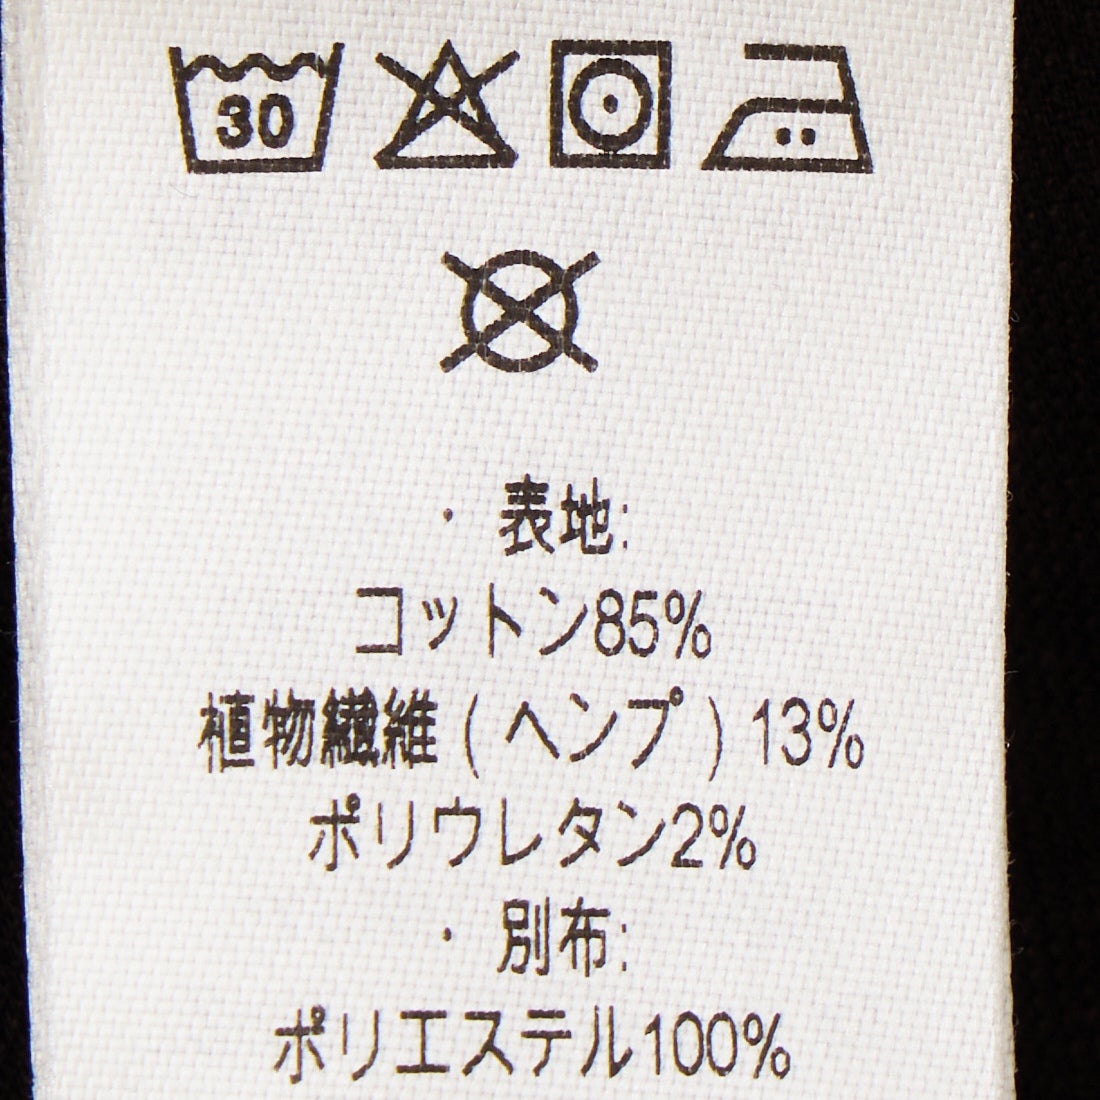 30
・表地:
コットン85%
植物繊維(ヘンプ)13%
ポリウレタン2%
・別布:
ポリエステル100%